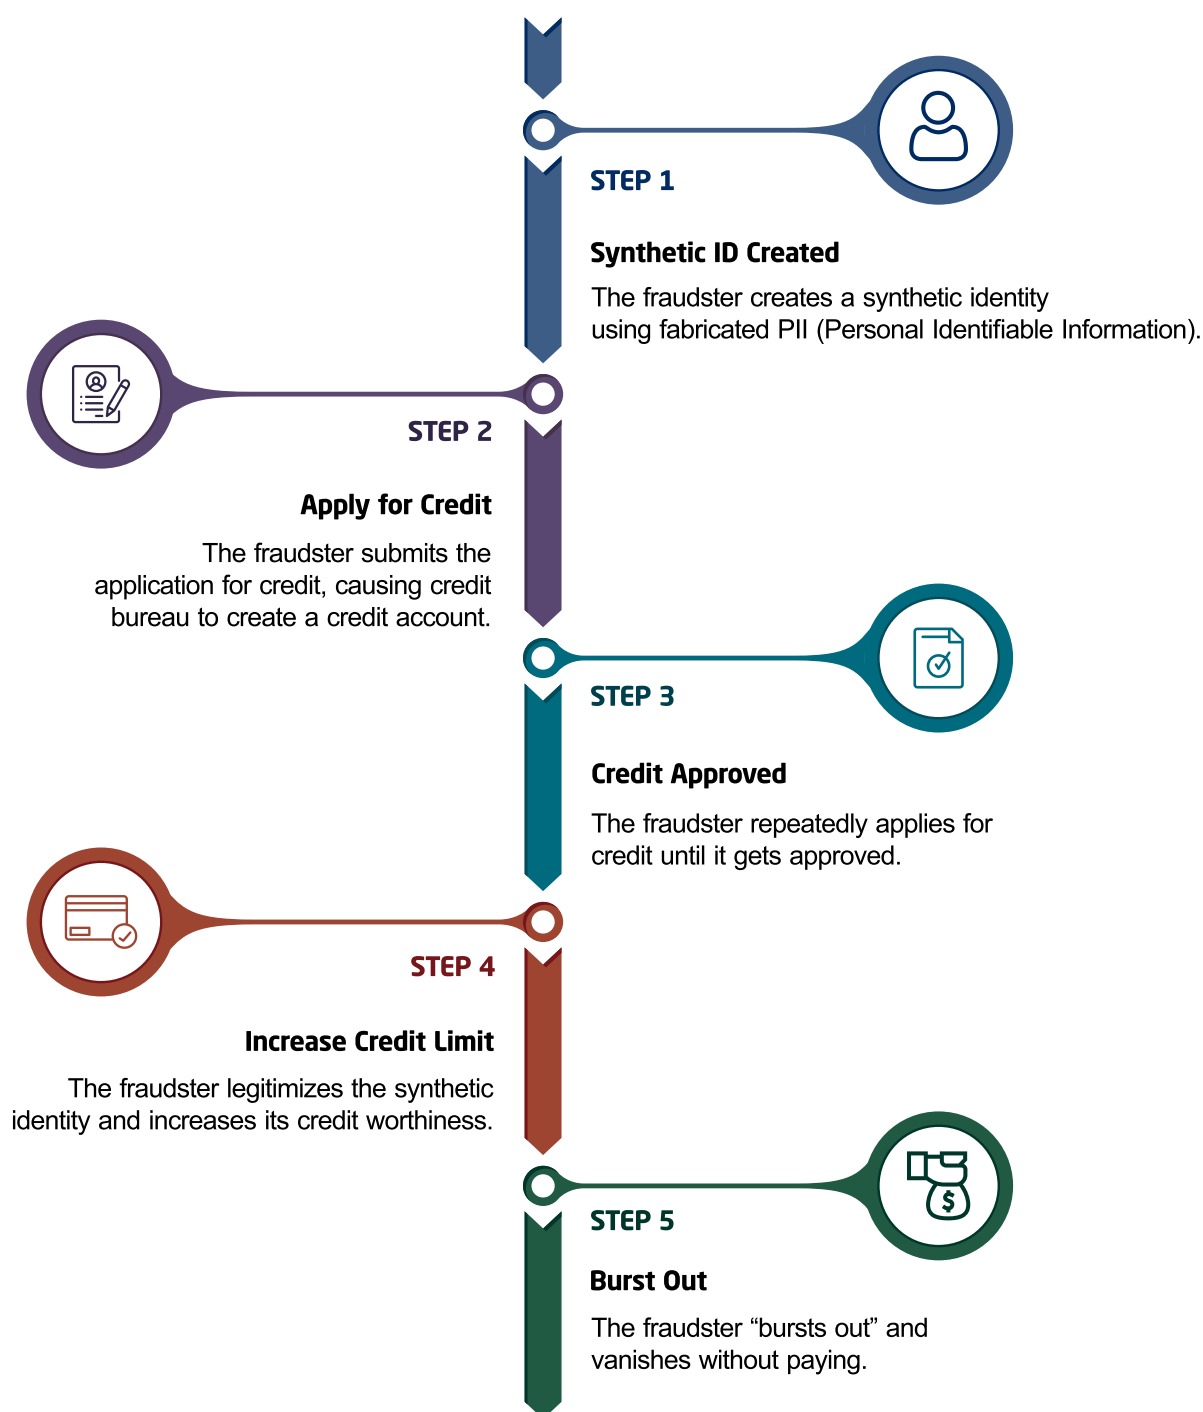 STEP 1
Synthetic ID Created
The fraudster creates a synthetic identity
using fabricated PII (Personal Identifiable Information).
STEP 2
Apply for Credit
The fraudster submits the
application for credit, causing credit
bureau to create a credit account.
STEP 3
Credit Approved
The fraudster repeatedly applies for
credit until it gets approved.
STEP 4
Increase Credit Limit
The fraudster legitimizes the synthetic
identity and increases its credit worthiness.
$
STEP 5
Burst Out
The fraudster “bursts out” and
vanishes without paying.